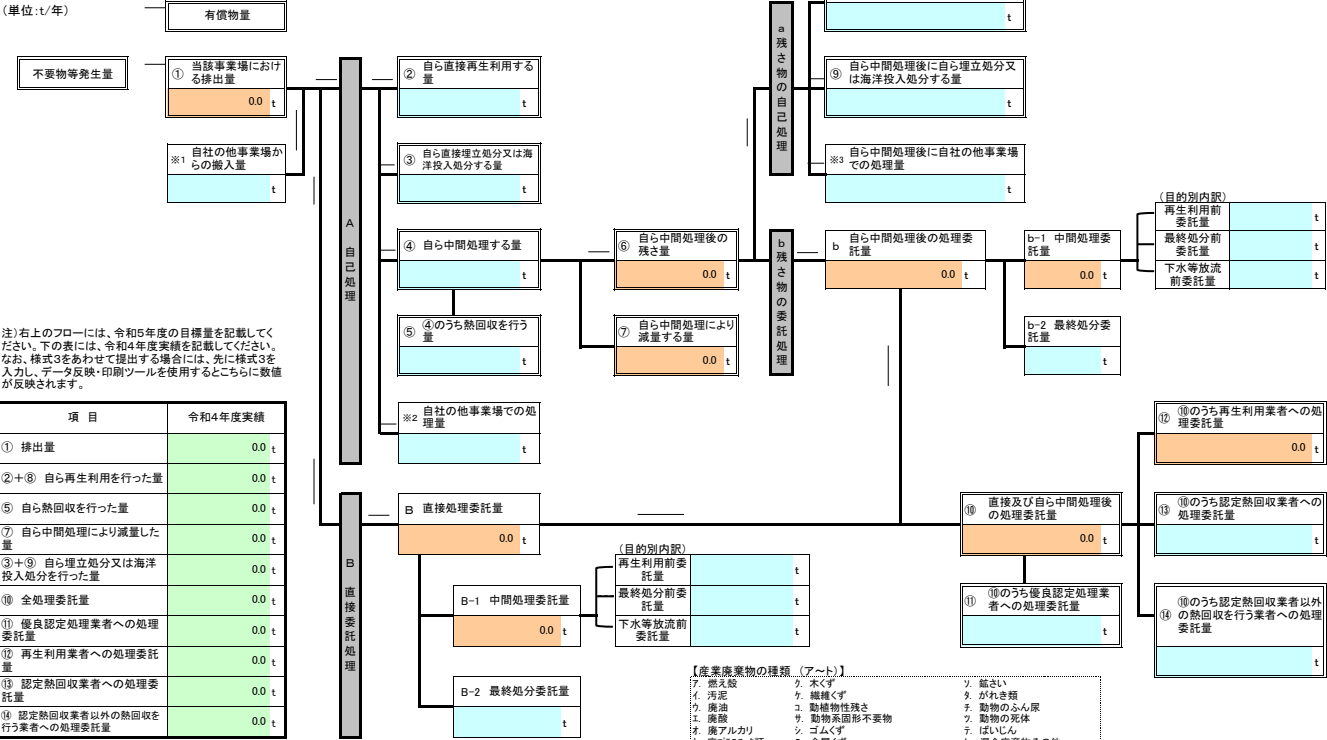 (単位:t/年)
有償物量
t
不要物等発生量
① 当該事業場におけ
る排出量
0.0 t
※1 自社の他事業場か
らの搬入量
t
A 自己処理
② 自ら直接再生利用する
量
t
③ 自ら直接埋立処分又は海
洋投入処分する量
t
④ 自ら中間処理する量
t
⑤ ④のうち熱回収を行う
量
t
※2 自社の他事業場での処
理量
t
⑥ 自ら中間処理後の
残さ量
0.0 t
⑦ 自ら中間処理により
減量する量
0.0 t
a 残さ物の自己処理
⑨ 自ら中間処理後に自ら埋立処分又
は海洋投入処分する量
t
※3 自ら中間処理後に自社の他事業場
での処理量
t
b 残さ物の委託処理
b 自ら中間処理後の処理委
託量
0.0 t
b-1 中間処理委
託量
0.0 t
(目的別内訳)
再生利用前
委託量
t
最終処分前
委託量
t
下水等放流
前委託量
t
b-2 最終処分委
託量
t
注)右上のフローには、令和5年度の目標量を記載してく
ださい。下の表には、令和4年度実績を記載してください。
なお、様式3をあわせて提出する場合には、先に様式3を
入力し、データ反映・印刷ツールを使用するとこちらに数値
が反映されます。
項 目 令和4年度実績
① 排出量 0.0 t
②+⑧ 自ら再生利用を行った量 0.0 t
⑤ 自ら熱回収を行った量 0.0 t
⑦ 自ら中間処理により減量した
量 0.0 t
③+⑨ 自ら埋立処分又は海洋
投入処分を行った量 0.0 t
⑩ 全処理委託量 0.0 t
⑪ 優良認定処理業者への処理
委託量 0.0 t
⑫ 再生利用業者への処理委託
量 0.0 t
⑬ 認定熱回収業者への処理委
託量 0.0 t
⑭ 認定熱回収業者以外の熱回収を
行う業者への処理委託量 0.0 t
B 直接委託処理
B 直接処理委託量
0.0 t
B-1 中間処理委託量
0.0 t
(目的別内訳)
再生利用前委
託量
t
最終処分前委
託量
t
下水等放流前
委託量
t
B-2 最終処分委託量
t
⑩ 直接及び自ら中間処理後
の処理委託量
0.0 t
⑪ ⑩のうち優良認定処理業
者への処理委託量
t
⑫ ⑩のうち再生利用業者への処
理委託量
0.0 t
⑬ ⑩のうち認定熱回収業者への
処理委託量
t
⑭ ⑩のうち認定熱回収業者以外
の熱回収を行う業者への処理
委託量
t
【産業廃棄物の種類 (ア~ト)】
ア. 燃え殻 ク. 木くず ソ. 鉱さい
イ. 汚泥 ケ. 繊維くず タ. がれき類
ウ. 廃油 コ. 動植物性残さ チ. 動物のふん尿
エ. 廃酸 サ. 動物系固形不要物 ツ. 動物の死体
オ. 廃アルカリ シ. ゴムくず テ. ばいじん